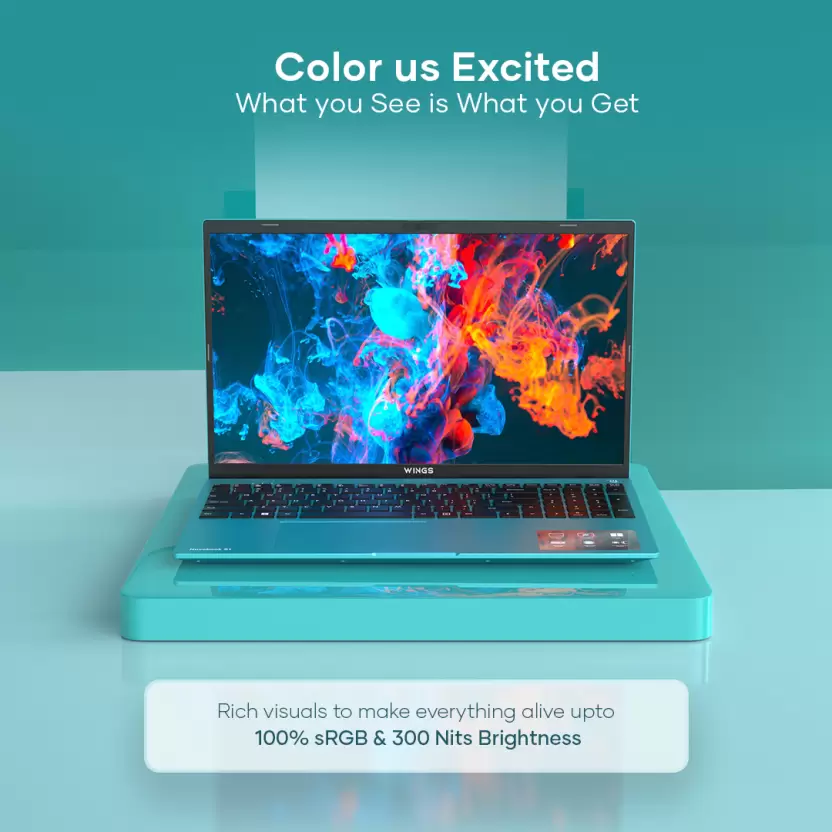 Color us Excited
What you See is What you Get
WINGS
Rich visuals to make everything alive upto
100% sRGB & 300 Nits Brightness